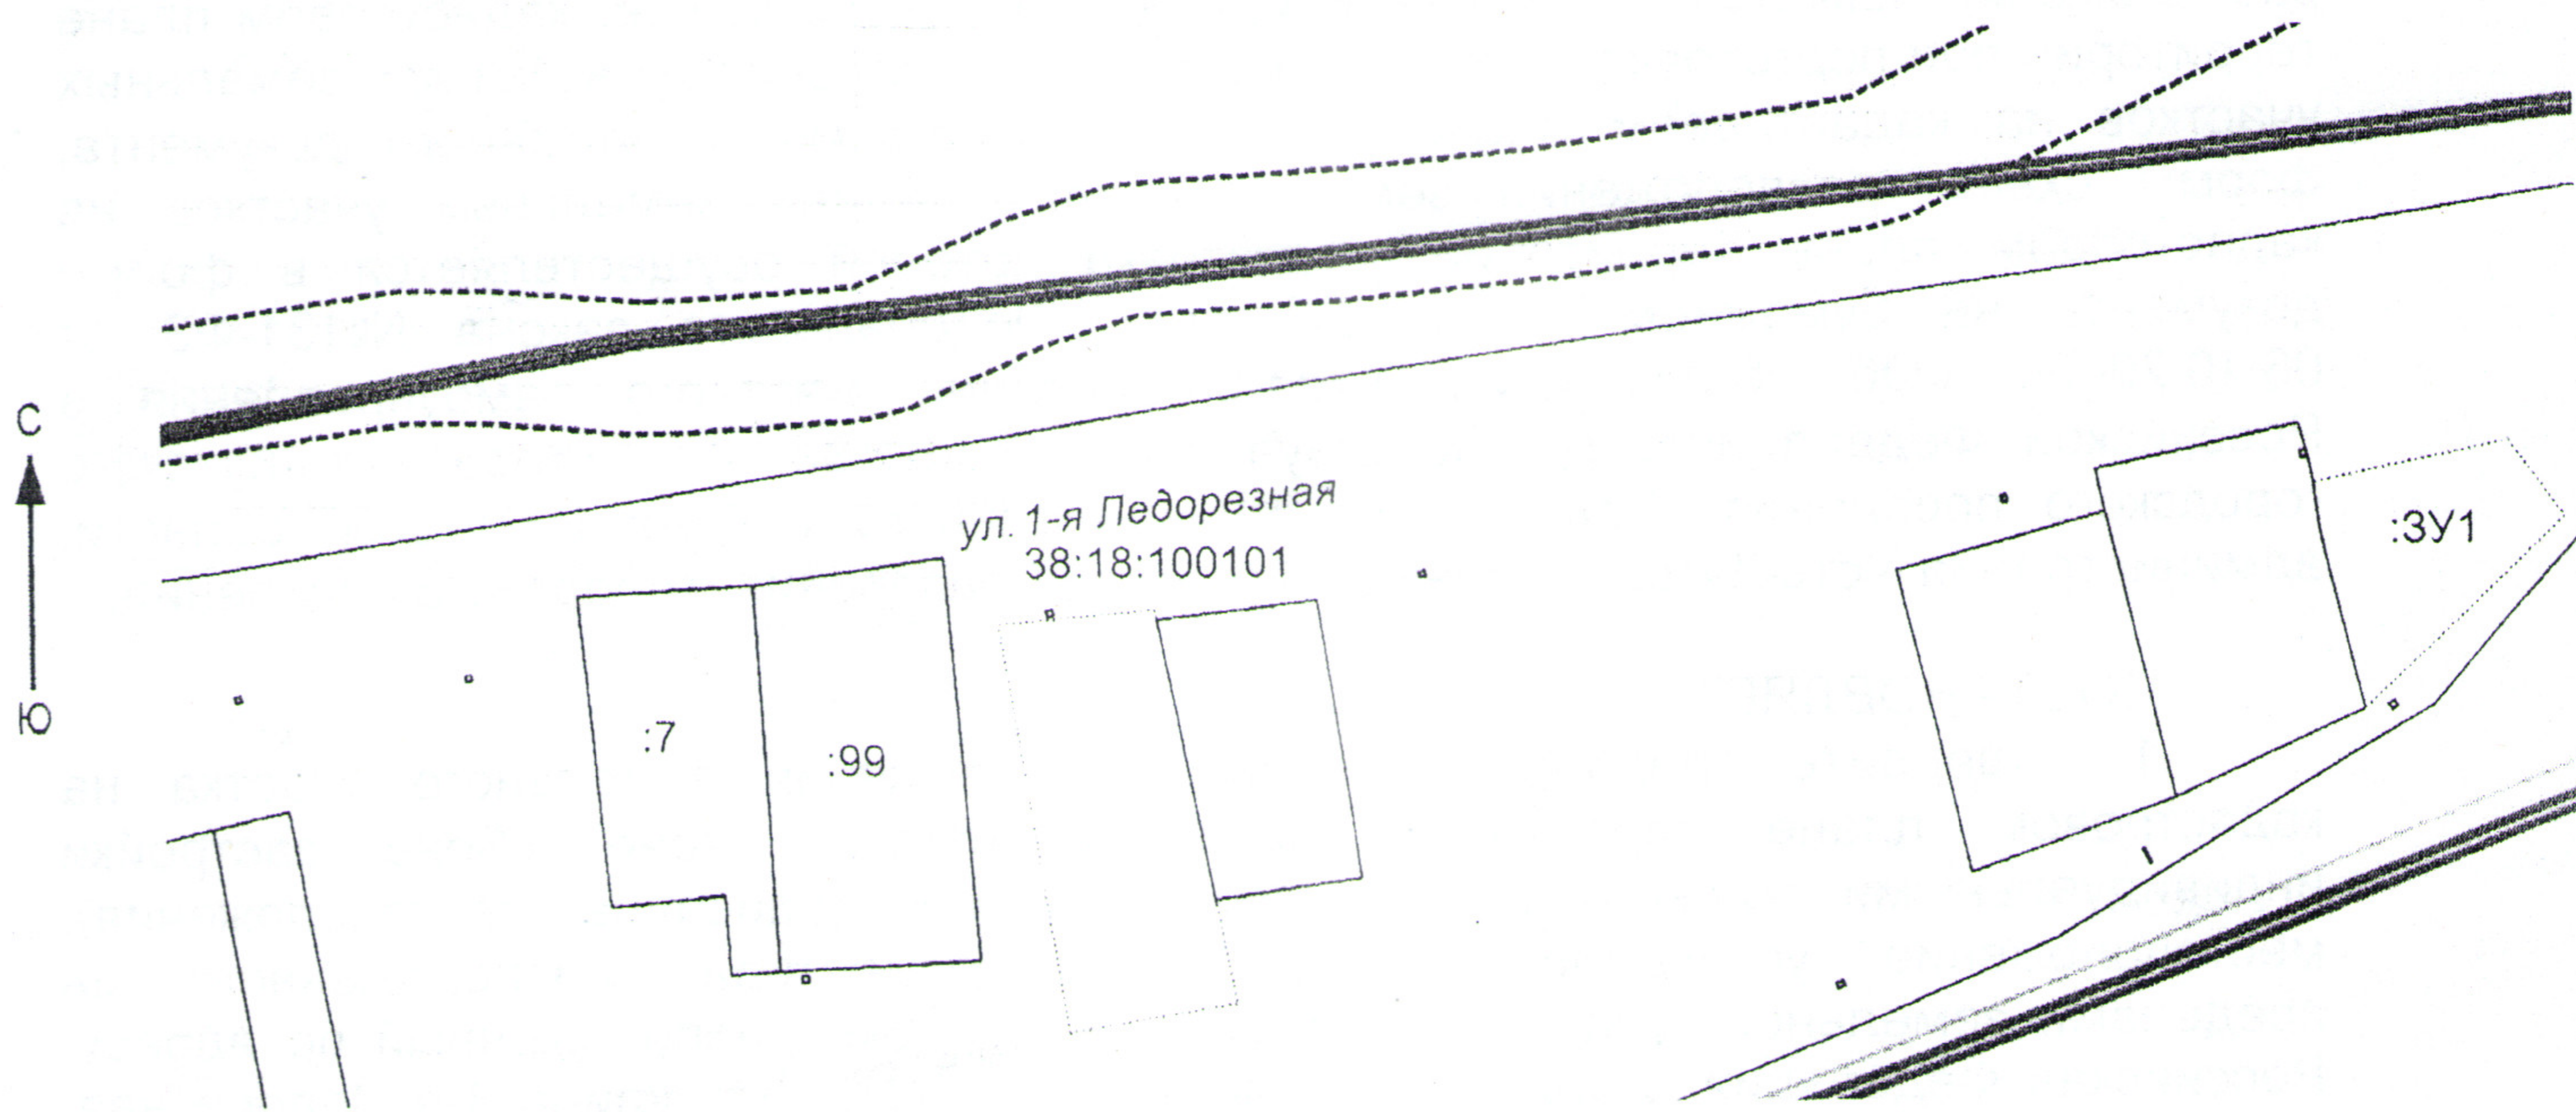 С
Ю
ул. 1-я Ледорезная
38:18:100101
:7
:99
:ЗУ1